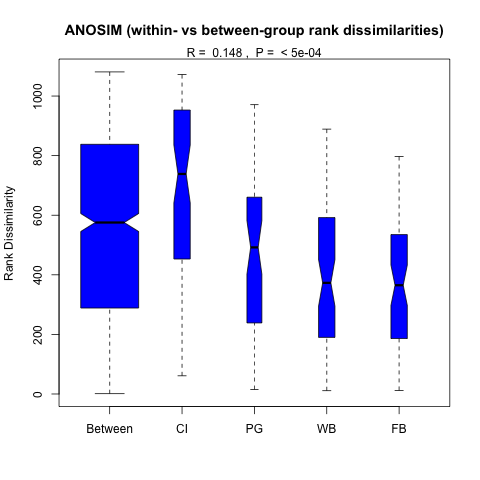 ANOSIM (within- vs between-group rank dissimilarities)
R = 0.148 , P = < 5e-04
Rank Dissimilarity
1000
800
600
400
200
0
Between CI PG WB FB